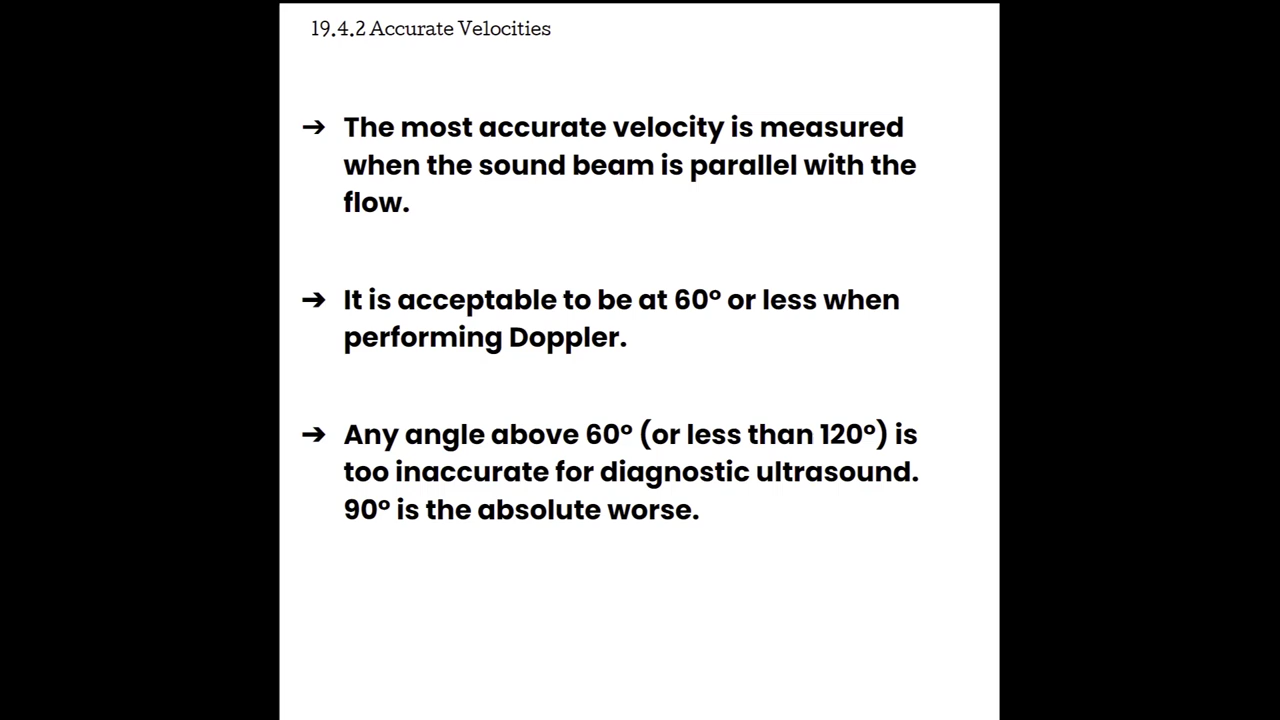 19.4.2 Accurate Velocities
➔ The most accurate velocity is measured
when the sound beam is parallel with the
flow.
➔ It is acceptable to be at 60° or less when
performing Doppler.
➔ Any angle above 60° (or less than 120°) is
too inaccurate for diagnostic ultrasound.
90° is the absolute worse.